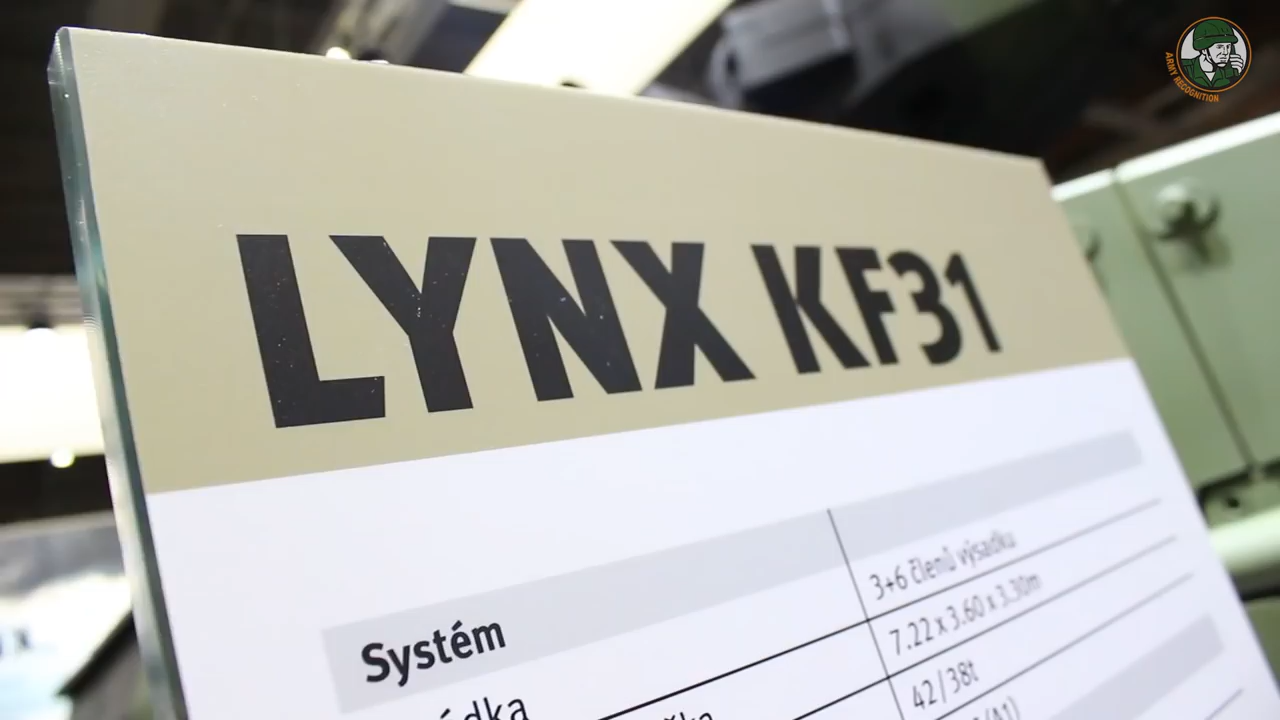 ARMY RECOGNITION
LYNX KF31
Systém
3+6 členů výsadku
7.22 x 3.60 x 3.30m
42/38t